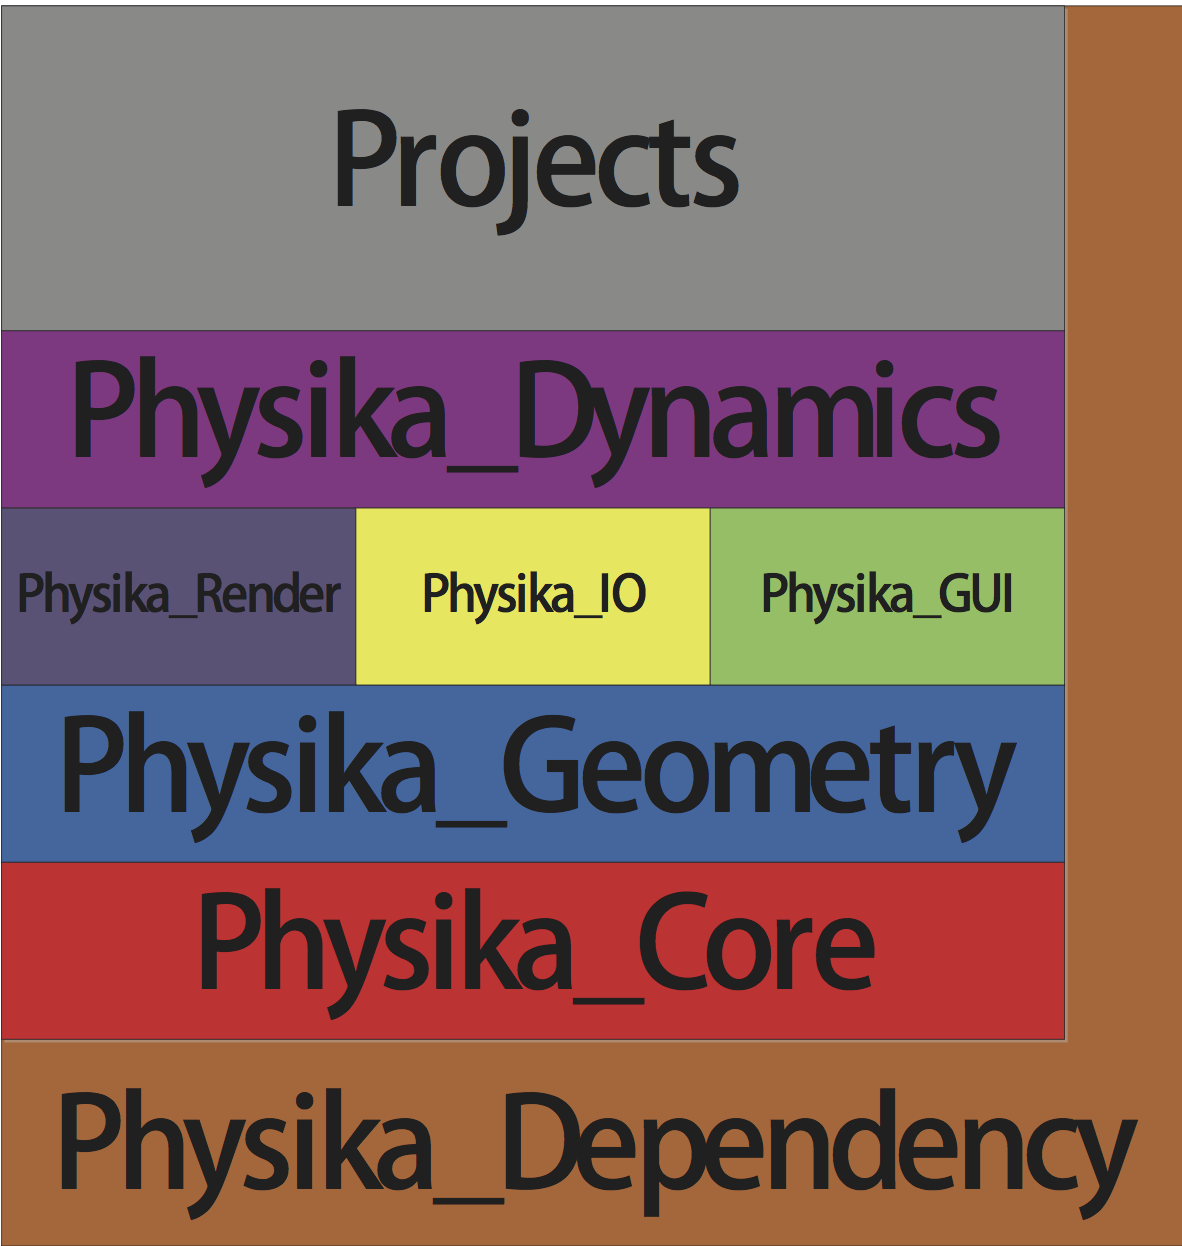 Projects
Physika_Dynamics
Physika_Render
Physika_IO
Physika_GUI
Physika_Geometry
Physika_Core
Physika_Dependency